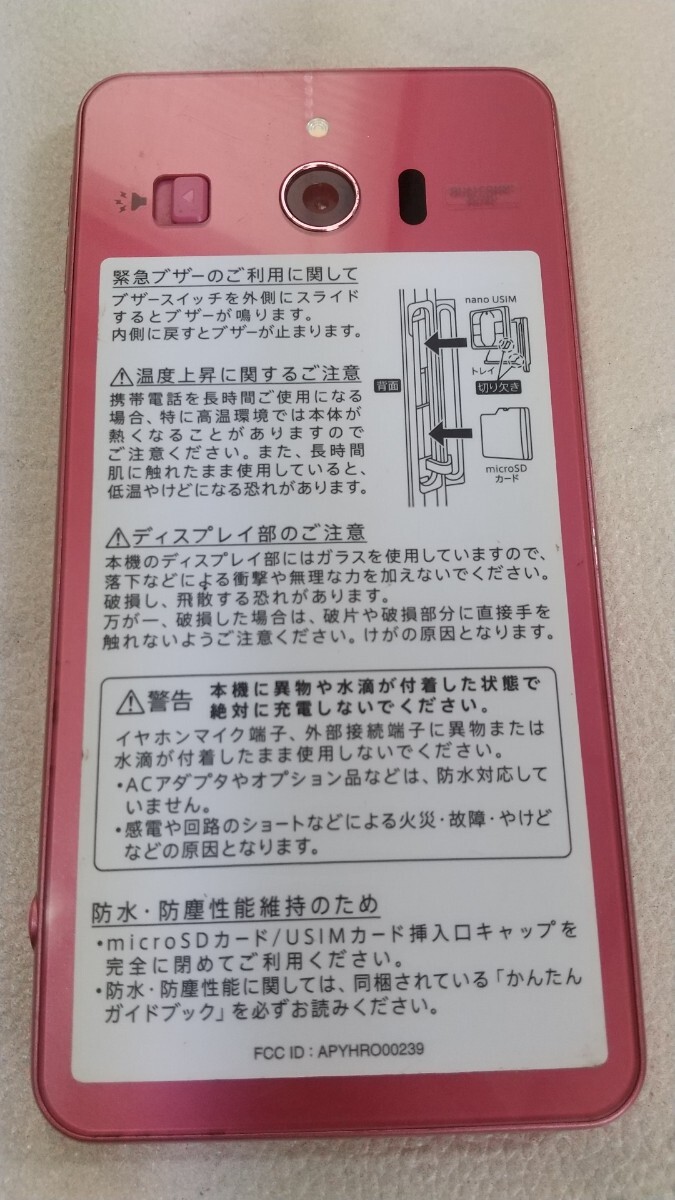 緊急ブザーのご利用に関して
ブザースイッチを外側にスライド
するとブザーが鳴ります。
内側に戻すとブザーが止まります。
⚠温度上昇に関するご注意
携帯電話を長時間ご使用になる
場合、特に高温環境では本体が
熱くなることがありますので
ご注意ください。また、長時間
肌に触れたまま使用していると、
低温やけどになる恐れがあります。
nano USIM
トレイ
切り欠き
背面
microSD
カード
⚠ディスプレイ部のご注意
本機のディスプレイ部にはガラスを使用していますので、
落下などによる衝撃や無理な力を加えないでください。
破損し、飛散する恐れがあります。
万が一、破損した場合は、破片や破損部分に直接手を
触れないようご注意ください。けがの原因となります。
⚠警告 本機に異物や水滴が付着した状態で
絶対に充電しないでください。
イヤホンマイク端子、外部接続端子に異物または
水滴が付着したまま使用しないでください。
・ACアダプタやオプション品などは、防水対応して
いません。
・感電や回路のショートなどによる火災・故障・やけど
などの原因となります。
防水・防塵性能維持のため
・microSDカード/USIMカード挿入口キャップを
完全に閉めてご利用ください。
・防水・防塵性能に関しては、同梱されている「かんたん
ガイドブック」を必ずお読みください。
FCC ID : APYHRO00239